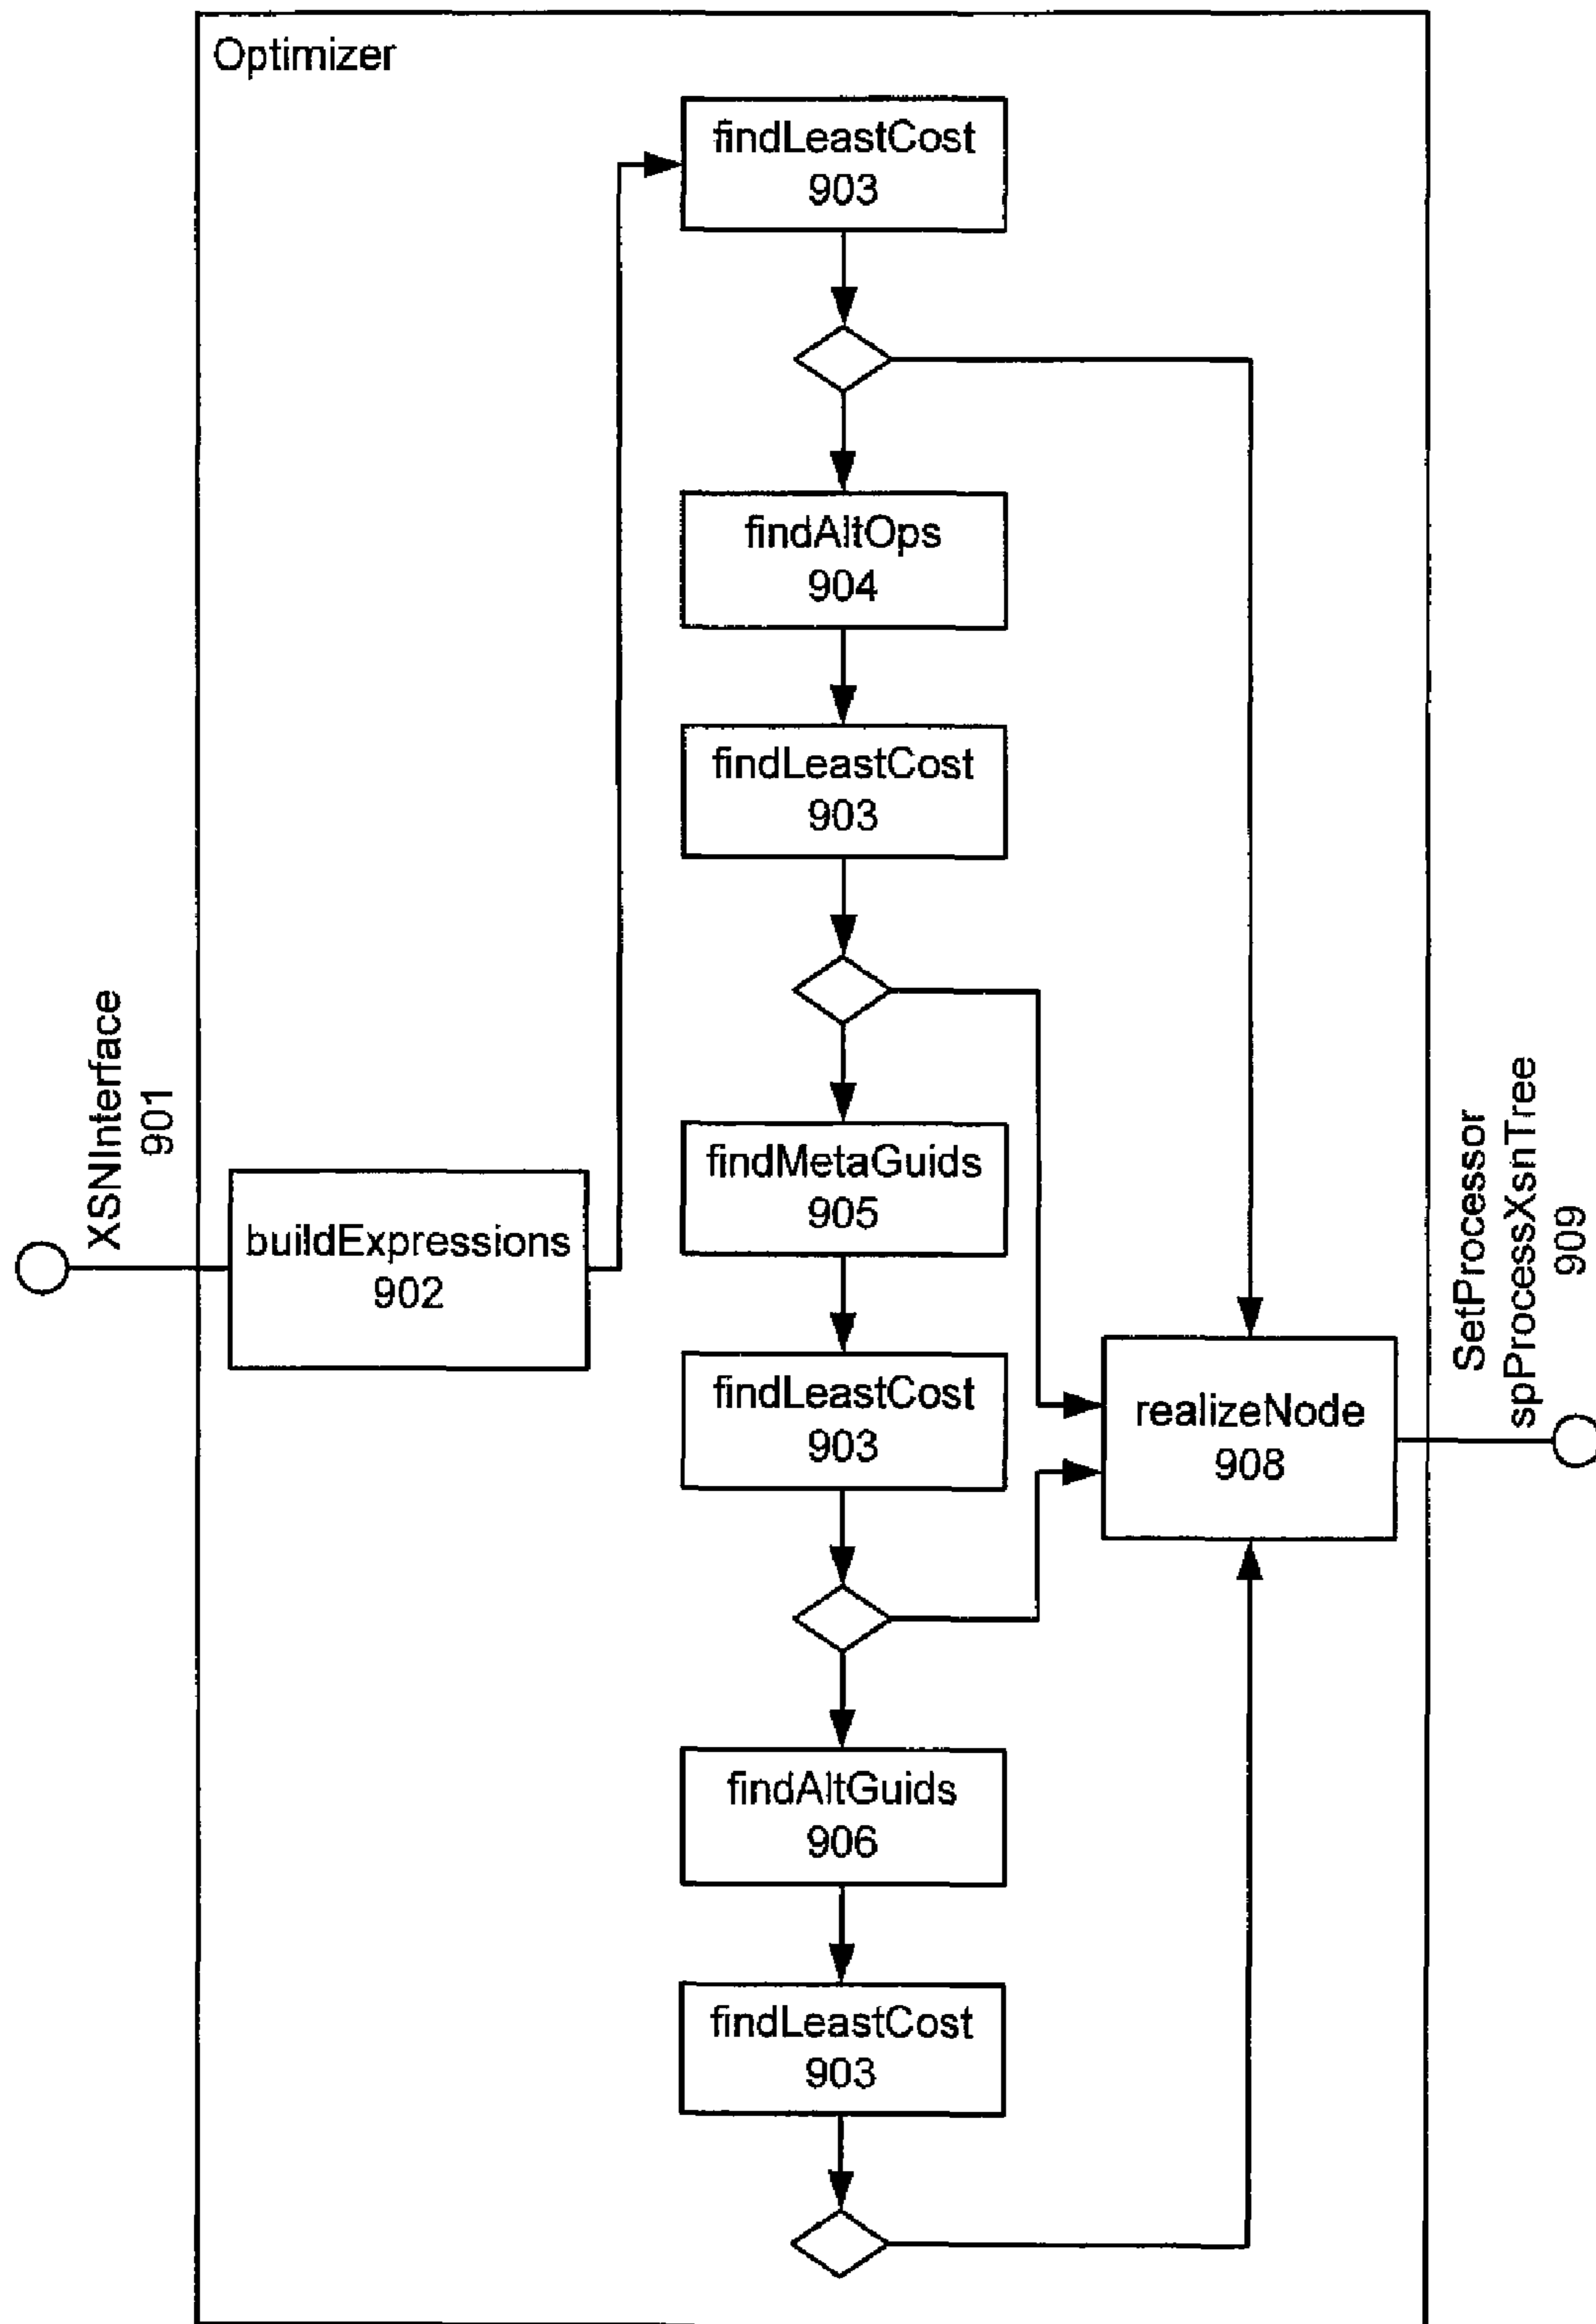 Optimizer
findLeastCost
903
findAltOps
904
findLeastCost
903
XSNInterface
901
buildExpressions
902
findMetaGuids
905
findLeastCost
903
realizeNode
908
SetProcessor
spProcessXsnTree
909
findAltGuids
906
findLeastCost
903